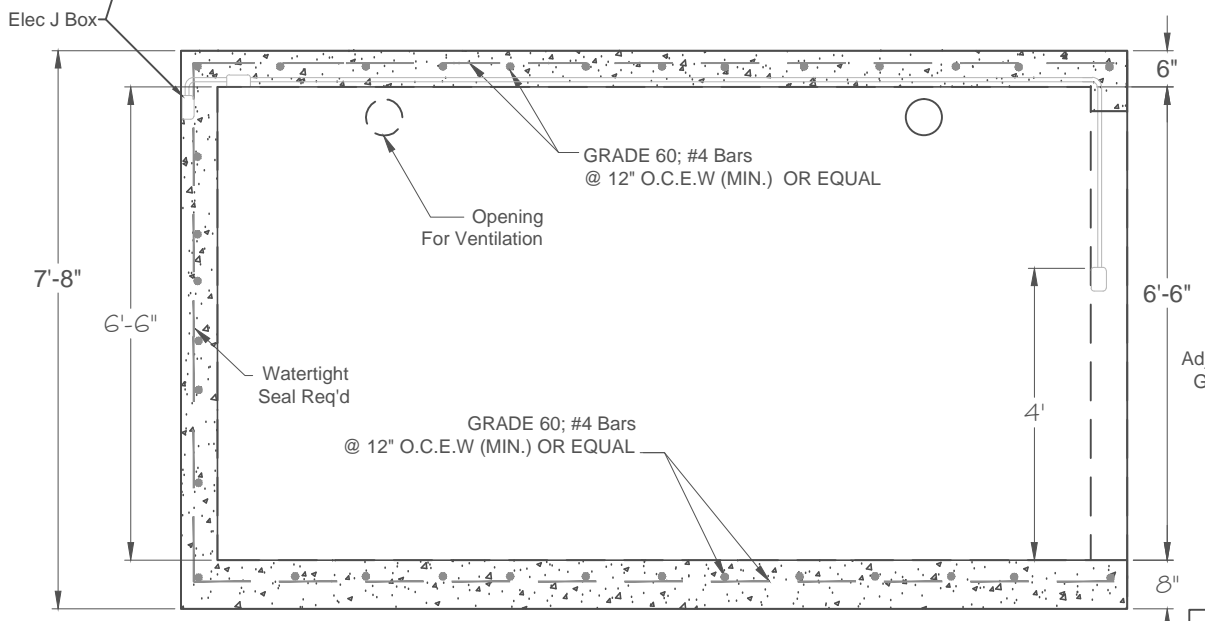 Elec J Box
6"
GRADE 60; #4 Bars
@ 12" O.C.E.W (MIN.) OR EQUAL
Opening
For Ventilation
7'-8"
6'-6"
6'-6"
Watertight
Seal Req'd
Ad
G
4'
GRADE 60; #4 Bars
@ 12" O.C.E.W (MIN.) OR EQUAL
8"